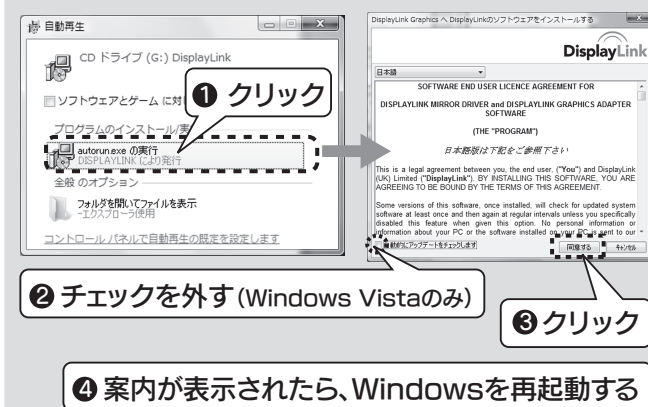 自動再生
CD ドライブ (G:) DisplayLink
ソフトウェアとゲーム に対
❶ クリック
プログラムのインストール/実
autorun.exe の実行
DISPLAYLINK により発行
全般 のオプション
フォルダを開いてファイルを表示
-エクスプローラ使用
コントロール パネルで自動再生の既定を設定します
DisplayLink Graphics へ DisplayLinkのソフトウェアをインストールする
DisplayLink
日本語
SOFTWARE END USER LICENCE AGREEMENT FOR
DISPLAYLINK MIRROR DRIVER and DISPLAYLINK GRAPHICS ADAPTER
SOFTWARE
(THE "PROGRAM")
日本語版は下記をご参照下さい
This is a legal agreement between you, the end user, ("You") and DisplayLink
(UK) Limited ("DisplayLink"). BY INSTALLING THIS SOFTWARE, YOU ARE
AGREEING TO BE BOUND BY THE TERMS OF THIS AGREEMENT.
Some versions of this software, once installed, will check for updated system
software at least once and then again at regular intervals unless you specifically
disabled this feature when given this option. No personal information or
information about your PC or the software installed on your PC is sent to our
動的にアップデートをチェックします
同意する
キャンセル
❷ チェックを外す(Windows Vistaのみ)
❸ クリック
❹ 案内が表示されたら、Windowsを再起動する